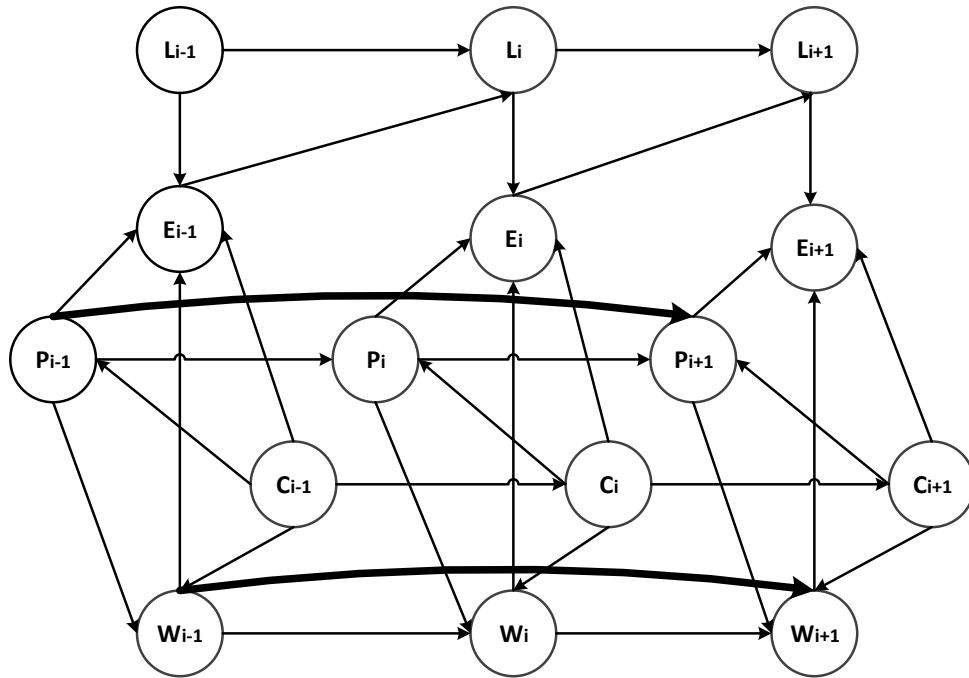 Li-1 Li Li+1
Ei-1 Ei Ei+1
Pi-1 Pi Pi+1
Ci-1 Ci Ci+1
Wi-1 Wi Wi+1